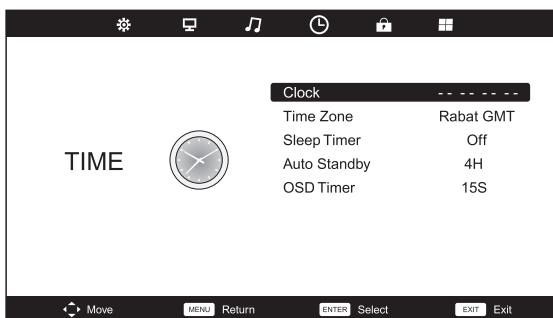 Clock -- -- -- --
Time Zone Rabat GMT
Sleep Timer Off
TIME
Auto Standby 4H
OSD Timer 15S
Move MENU Return ENTER Select EXIT Exit